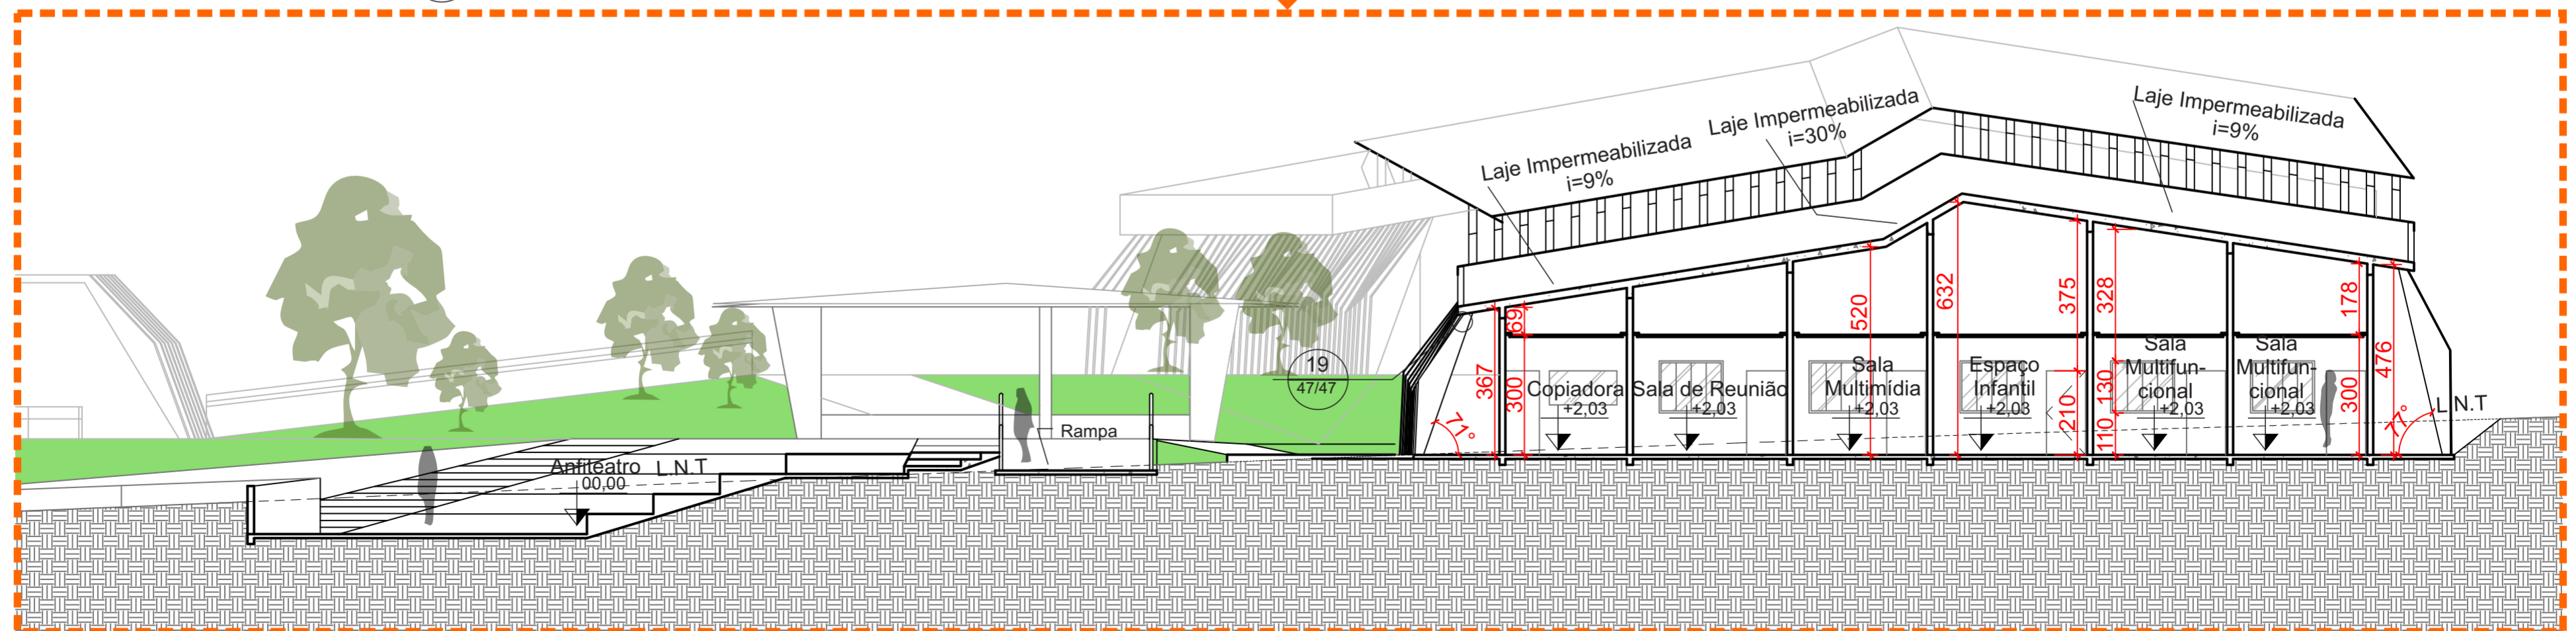 Laje Impermeabilizada
i=9%
Laje Impermeabilizada
i=30%
Laje Impermeabilizada
i=9%
19
47/47
Anfiteatro
00,00
L.N.T
Rampa
Copiadora
+2,03
Sala de Reunião
+2,03
Sala
Multimídia
+2,03
Espaço
Infantil
+2,03
Sala
Multifun-
cional
+2,03
Sala
Multifun-
cional
+2,03
L.N.T
71°
367
69
300
520
632
375
210
328
130
110
178
300
476
77°